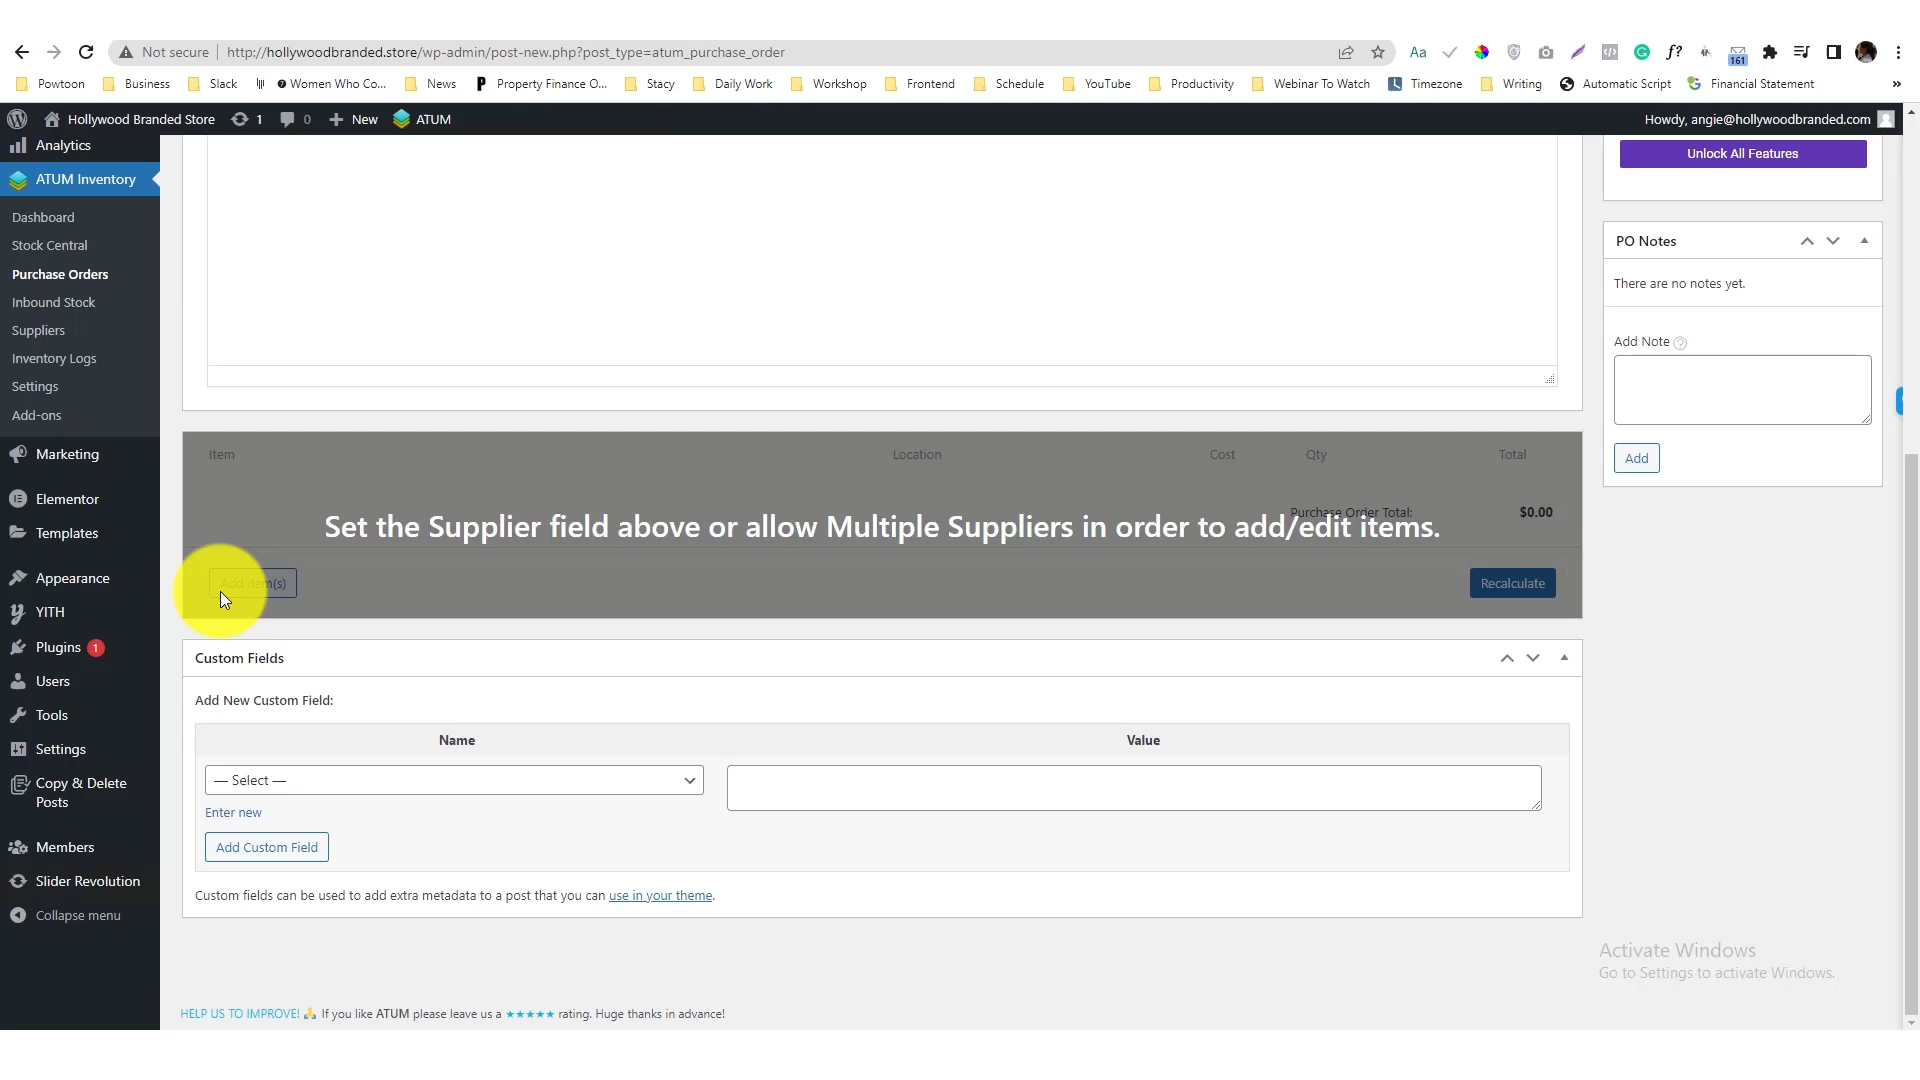 Not secure http://hollywoodbranded.store/wp-admin/post-new.php?post_type=atum_purchase_order
Aa
f?
161
Powtoon Business Slack Women Who Co... News Property Finance O... Stacy Daily Work Workshop Frontend Schedule YouTube Productivity Webinar To Watch Timezone Writing Automatic Script Financial Statement »
Hollywood Branded Store 1 0 New ATUM Howdy, angie@hollywoodbranded.com
Analytics
ATUM Inventory
Dashboard
Stock Central
Purchase Orders
Inbound Stock
Suppliers
Inventory Logs
Settings
Add-ons
Marketing
Elementor
Templates
Appearance
YITH
Plugins 1
Users
Tools
Settings
Copy & Delete
Posts
Members
Slider Revolution
Collapse menu
Unlock All Features
PO Notes
There are no notes yet.
Add Note ?
Add
Item Location Cost Qty Total
Purchase Order Total: $0.00
Set the Supplier field above or allow Multiple Suppliers in order to add/edit items.
Add item(s) Recalculate
Custom Fields
Add New Custom Field:
Name Value
— Select —
Enter new
Add Custom Field
Custom fields can be used to add extra metadata to a post that you can use in your theme.
Activate Windows
Go to Settings to activate Windows.
HELP US TO IMPROVE! 🙏 If you like ATUM please leave us a ★★★★★ rating. Huge thanks in advance!